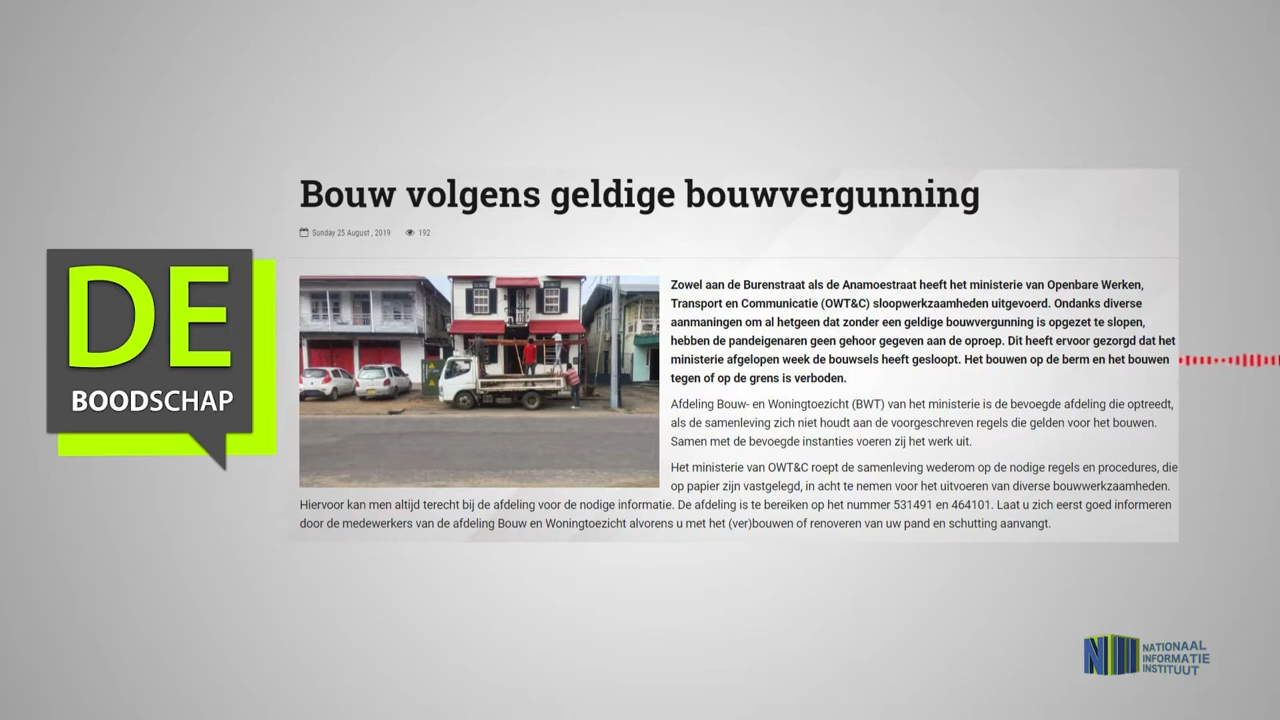 Bouw volgens geldige bouwvergunning
Sunday 25 August , 2019 192
DE
BOODSCHAP
Zowel aan de Burenstraat als de Anamoestraat heeft het ministerie van Openbare Werken,
Transport en Communicatie (OWT&C) sloopwerkzaamheden uitgevoerd. Ondanks diverse
aanmaningen om al hetgeen dat zonder een geldige bouwvergunning is opgezet te slopen,
hebben de pandeigenaren geen gehoor gegeven aan de oproep. Dit heeft ervoor gezorgd dat het
ministerie afgelopen week de bouwsels heeft gesloopt. Het bouwen op de berm en het bouwen
tegen of op de grens is verboden.
Afdeling Bouw- en Woningtoezicht (BWT) van het ministerie is de bevoegde afdeling die optreedt,
als de samenleving zich niet houdt aan de voorgeschreven regels die gelden voor het bouwen.
Samen met de bevoegde instanties voeren zij het werk uit.
Het ministerie van OWT&C roept de samenleving wederom op de nodige regels en procedures, die
op papier zijn vastgelegd, in acht te nemen voor het uitvoeren van diverse bouwwerkzaamheden.
Hiervoor kan men altijd terecht bij de afdeling voor de nodige informatie. De afdeling is te bereiken op het nummer 531491 en 464101. Laat u zich eerst goed informeren
door de medewerkers van de afdeling Bouw en Woningtoezicht alvorens u met het (ver)bouwen of renoveren van uw pand en schutting aanvangt.
NATIONAAL
INFORMATIE
INSTITUUT